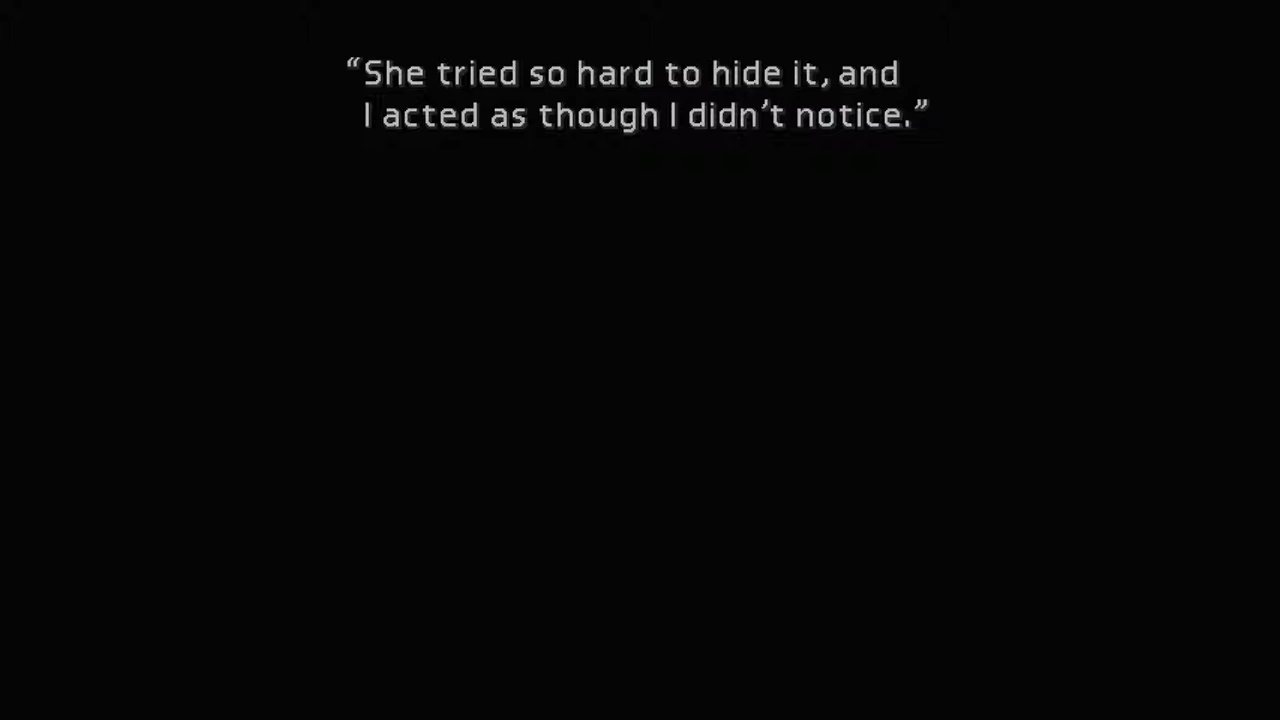 “She tried so hard to hide it, and
I acted as though I didn’t notice.”